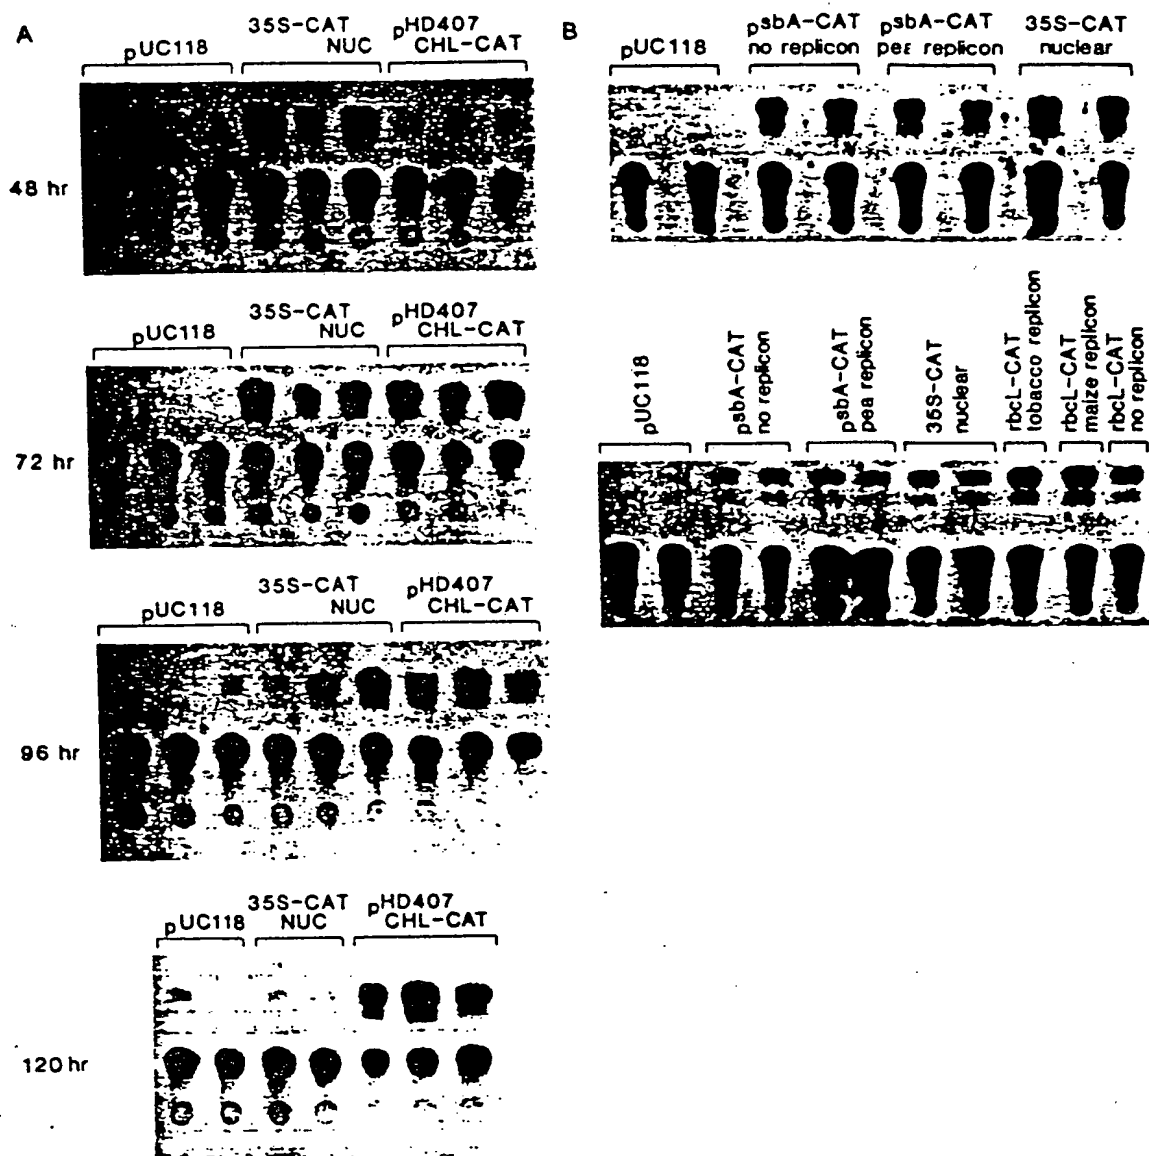 A
pUC118
35S-CAT
NUC
pHD407
CHL-CAT
48 hr
pUC118
35S-CAT
NUC
pHD407
CHL-CAT
72 hr
pUC118
35S-CAT
NUC
pHD407
CHL-CAT
96 hr
pUC118
35S-CAT
NUC
pHD407
CHL-CAT
120 hr
B
pUC118
psbA-CAT
no replicon
psbA-CAT
pea replicon
35S-CAT
nuclear
pUC118
psbA-CAT
no replicon
psbA-CAT
pea replicon
35S-CAT
nuclear
rbcL-CAT
tobacco replicon
rbcL-CAT
maize replicon
rbcL-CAT
no replicon